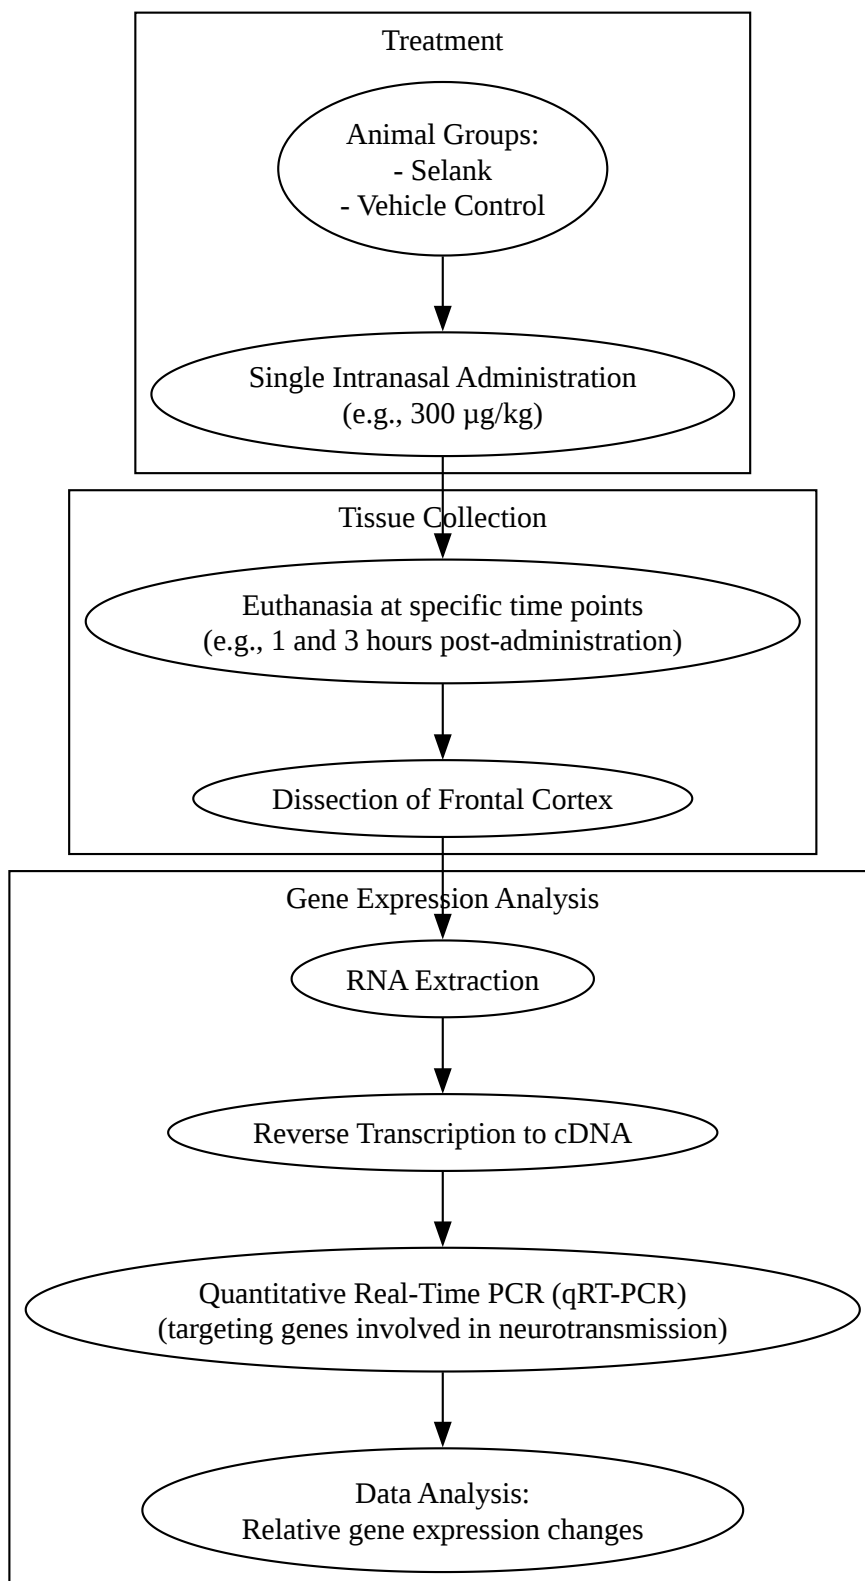 Treatment
Animal Groups:
- Selank
- Vehicle Control
Single Intranasal Administration
(e.g., 300 µg/kg)
Tissue Collection
Euthanasia at specific time points
(e.g., 1 and 3 hours post-administration)
Dissection of Frontal Cortex
Gene Expression Analysis
RNA Extraction
Reverse Transcription to cDNA
Quantitative Real-Time PCR (qRT-PCR)
(targeting genes involved in neurotransmission)
Data Analysis:
Relative gene expression changes